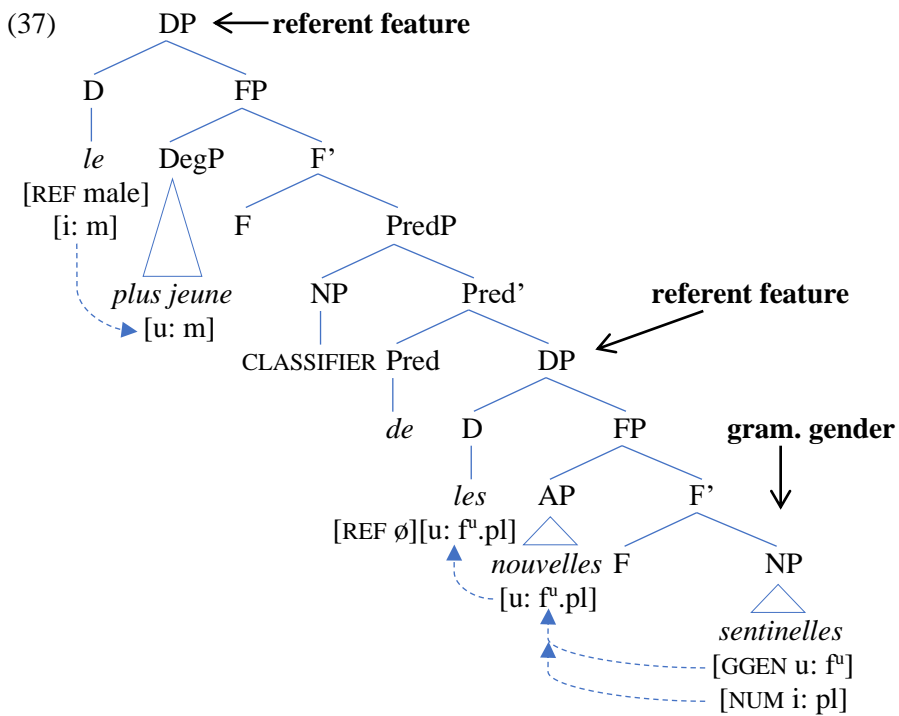 (37) DP referent feature
D FP
le DegP F’
[REF male]
[i: m] F PredP
plus jeune NP Pred’ referent feature
[u: m]
CLASSIFIER Pred DP
de D FP gram. gender
les AP F’
[REF ø][u: fᵘ.pl]
nouvelles F NP
[u: fᵘ.pl]
sentinelles
[GGEN u: fᵘ]
[NUM i: pl]